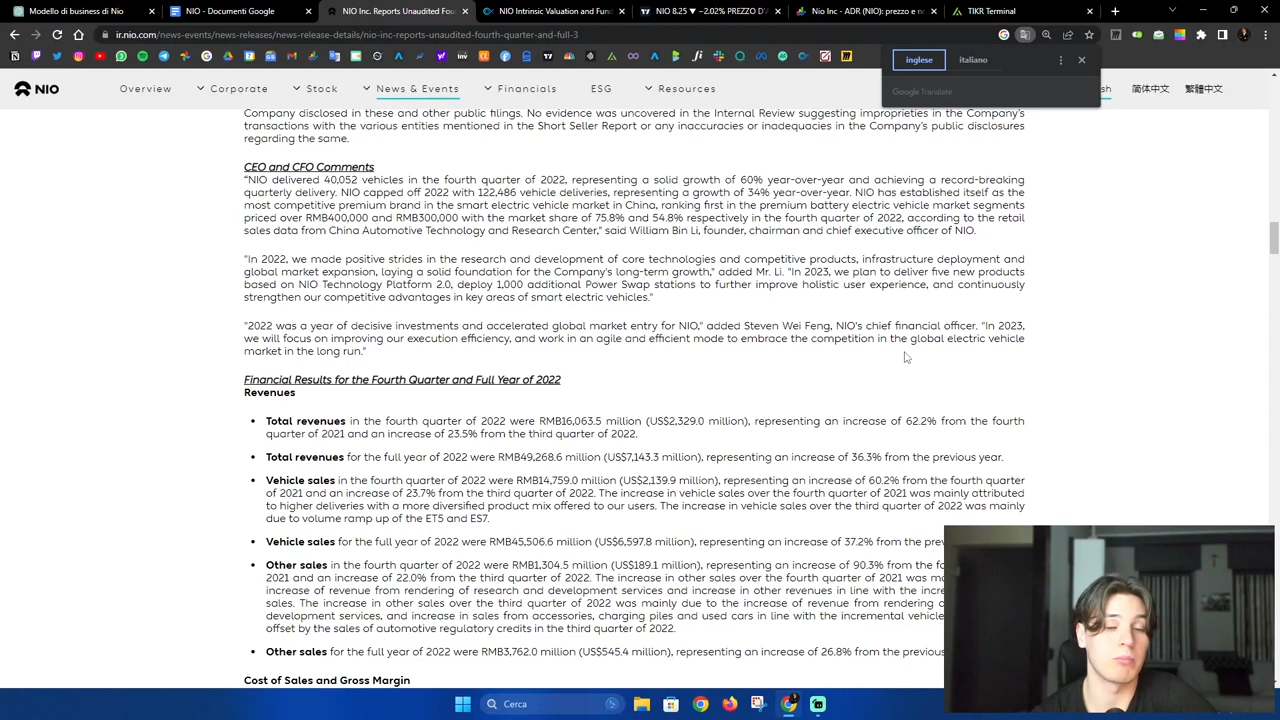 Modello di business di Nio
NIO - Documenti Google
NIO Inc. Reports Unaudited Fou
NIO Intrinsic Valuation and Fun
NIO 8.25 ▼ −2.02% PREZZO D'A
Nio Inc - ADR (NIO): prezzo e no
TIKR Terminal
ir.nio.com/news-events/news-releases/news-release-details/nio-inc-reports-unaudited-fourth-quarter-and-full-3
inglese
italiano
Google Translate
NIO
Overview
Corporate
Stock
News & Events
Financials
ESG
Resources
sh
简体中文
繁體中文
Company disclosed in these and other public filings. No evidence was uncovered in the Internal Review suggesting improprieties in the Company's
transactions with the various entities mentioned in the Short Seller Report or any inaccuracies or inadequacies in the Company's public disclosures
regarding the same.
CEO and CFO Comments
"NIO delivered 40,052 vehicles in the fourth quarter of 2022, representing a solid growth of 60% year-over-year and achieving a record-breaking
quarterly delivery. NIO capped off 2022 with 122,486 vehicle deliveries, representing a growth of 34% year-over-year. NIO has established itself as the
most competitive premium brand in the smart electric vehicle market in China, ranking first in the premium battery electric vehicle market segments
priced over RMB400,000 and RMB300,000 with the market share of 75.8% and 54.8% respectively in the fourth quarter of 2022, according to the retail
sales data from China Automotive Technology and Research Center," said William Bin Li, founder, chairman and chief executive officer of NIO.
"In 2022, we made positive strides in the research and development of core technologies and competitive products, infrastructure deployment and
global market expansion, laying a solid foundation for the Company's long-term growth," added Mr. Li. "In 2023, we plan to deliver five new products
based on NIO Technology Platform 2.0, deploy 1,000 additional Power Swap stations to further improve holistic user experience, and continuously
strengthen our competitive advantages in key areas of smart electric vehicles."
"2022 was a year of decisive investments and accelerated global market entry for NIO," added Steven Wei Feng, NIO's chief financial officer. "In 2023,
we will focus on improving our execution efficiency, and work in an agile and efficient mode to embrace the competition in the global electric vehicle
market in the long run."
Financial Results for the Fourth Quarter and Full Year of 2022
Revenues
• Total revenues in the fourth quarter of 2022 were RMB16,063.5 million (US$2,329.0 million), representing an increase of 62.2% from the fourth
quarter of 2021 and an increase of 23.5% from the third quarter of 2022.
• Total revenues for the full year of 2022 were RMB49,268.6 million (US$7,143.3 million), representing an increase of 36.3% from the previous year.
• Vehicle sales in the fourth quarter of 2022 were RMB14,759.0 million (US$2,139.9 million), representing an increase of 60.2% from the fourth quarter
of 2021 and an increase of 23.7% from the third quarter of 2022. The increase in vehicle sales over the fourth quarter of 2021 was mainly attributed
to higher deliveries with a more diversified product mix offered to our users. The increase in vehicle sales over the third quarter of 2022 was mainly
due to volume ramp up of the ET5 and ES7.
• Vehicle sales for the full year of 2022 were RMB45,506.6 million (US$6,597.8 million), representing an increase of 37.2% from the prev
• Other sales in the fourth quarter of 2022 were RMB1,304.5 million (US$189.1 million), representing an increase of 90.3% from the fo
2021 and an increase of 22.0% from the third quarter of 2022. The increase in other sales over the fourth quarter of 2021 was ma
increase of revenue from rendering of research and development services and increase in other revenues in line with the incre
sales. The increase in other sales over the third quarter of 2022 was mainly due to the increase of revenue from rendering
development services, and increase in sales from accessories, charging piles and used cars in line with the incremental vehicle
offset by the sales of automotive regulatory credits in the third quarter of 2022.
• Other sales for the full year of 2022 were RMB3,762.0 million (US$545.4 million), representing an increase of 26.8% from the previou
Cost of Sales and Gross Margin
Cerca